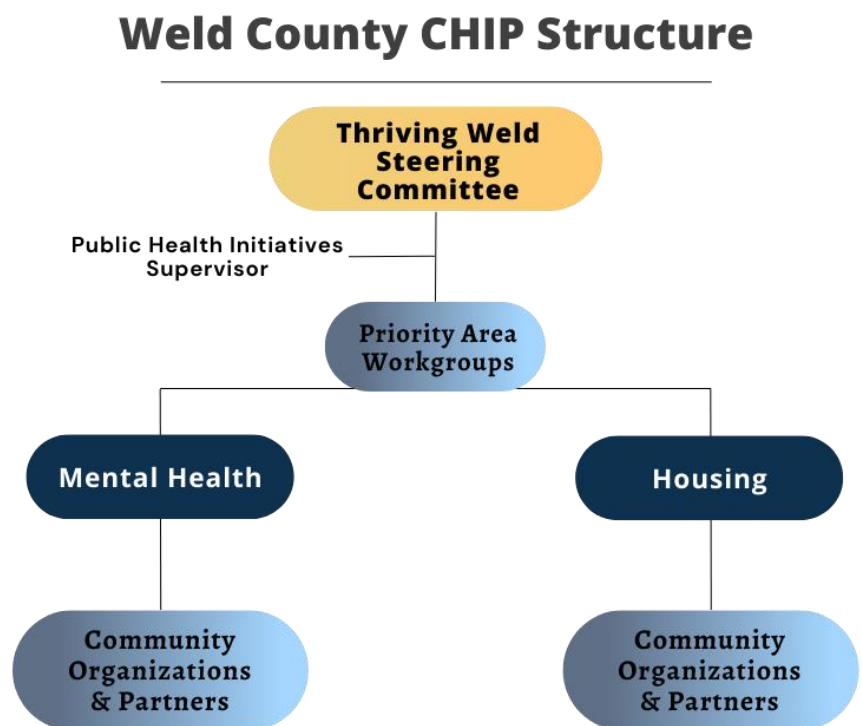 Weld County CHIP Structure
Thriving Weld
Steering
Committee
Public Health Initiatives
Supervisor
Priority Area
Workgroups
Mental Health
Housing
Community
Organizations
& Partners
Community
Organizations
& Partners